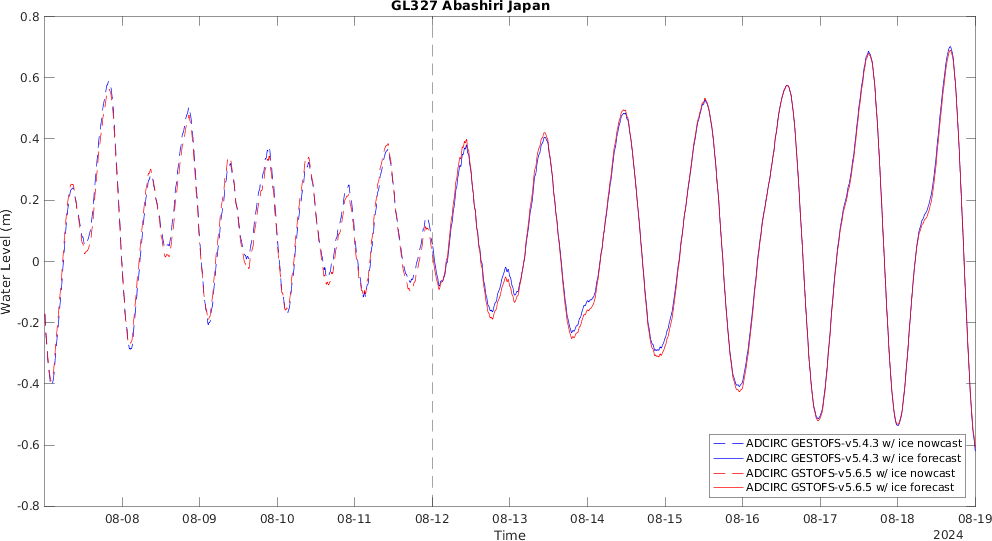 GL327 Abashiri Japan
Water Level (m)
0.8
0.6
0.4
0.2
0
-0.2
-0.4
-0.6
-0.8
ADCIRC GESTOFS-v5.4.3 w/ ice nowcast
ADCIRC GESTOFS-v5.4.3 w/ ice forecast
ADCIRC GSTOFS-v5.6.5 w/ ice nowcast
ADCIRC GSTOFS-v5.6.5 w/ ice forecast
08-08 08-09 08-10 08-11 08-12 08-13 08-14 08-15 08-16 08-17 08-18 08-19
Time
2024